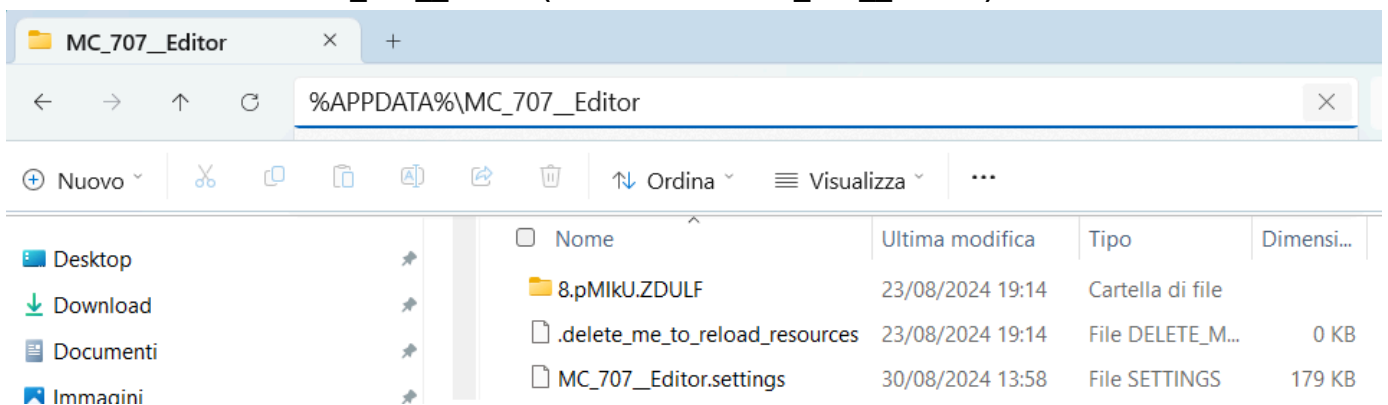 MC_707__Editor
%APPDATA%\MC_707__Editor
Nuovo Ordina Visualizza ...
Nome Ultima modifica Tipo Dimensi...
Desktop
8.pMIkU.ZDULF 23/08/2024 19:14 Cartella di file
Download
.delete_me_to_reload_resources 23/08/2024 19:14 File DELETE_M... 0 KB
Documenti
MC_707__Editor.settings 30/08/2024 13:58 File SETTINGS 179 KB
Immagini